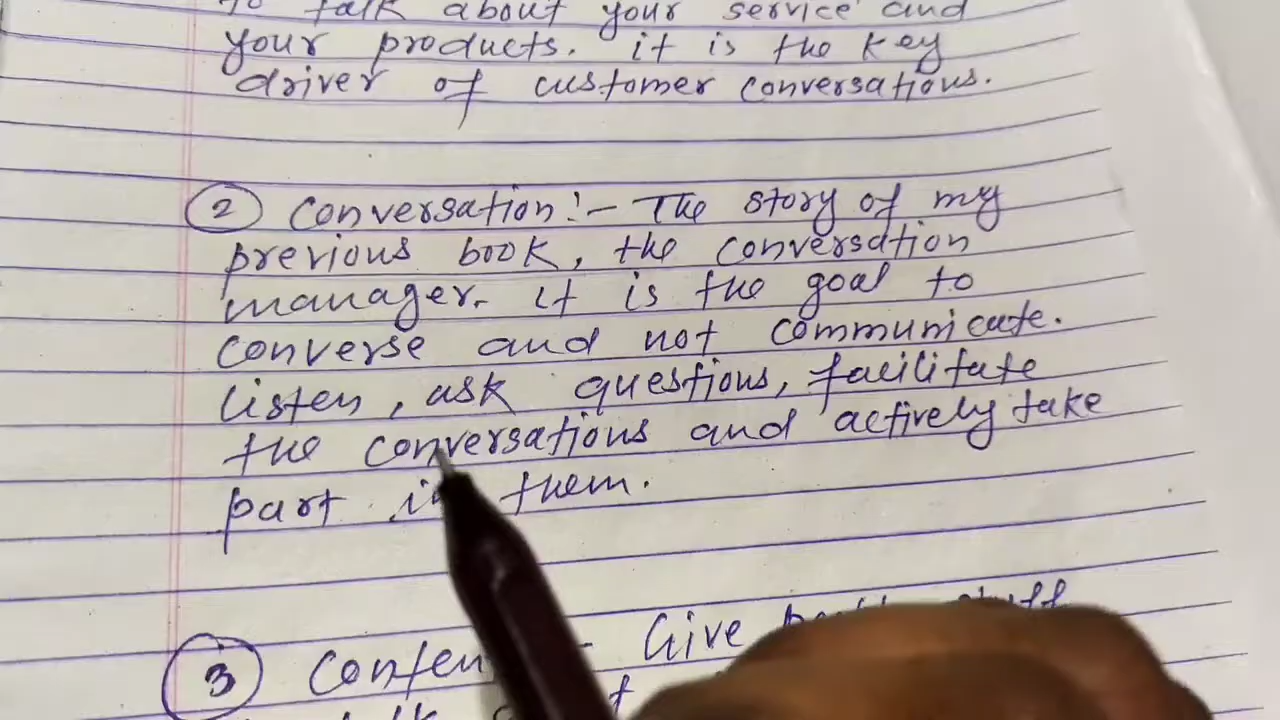 to talk about your service and
your products. it is the key
driver of customer conversations.
2 Conversation:- The story of my
previous book, the conversation
manager. it is the goal to
converse and not communicate.
listen, ask questions, facilitate
the conversations and actively take
part in them.
3 Give